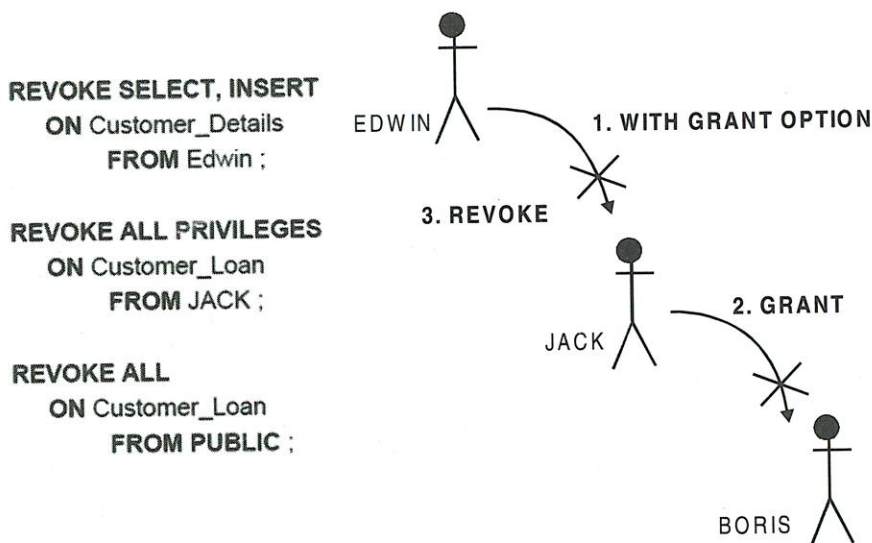 REVOKE SELECT, INSERT
ON Customer_Details
FROM Edwin ;
REVOKE ALL PRIVILEGES
ON Customer_Loan
FROM JACK ;
REVOKE ALL
ON Customer_Loan
FROM PUBLIC ;
EDWIN
1. WITH GRANT OPTION
3. REVOKE
JACK
2. GRANT
BORIS